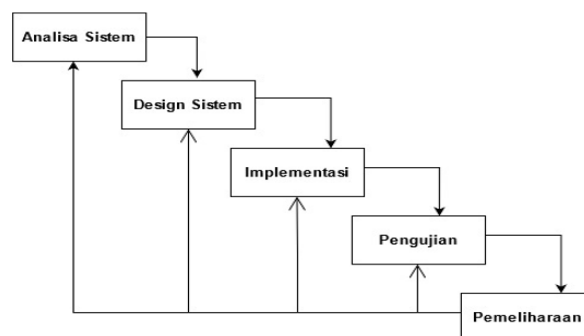 Analisa Sistem
Design Sistem
Implementasi
Pengujian
Pemeliharaan